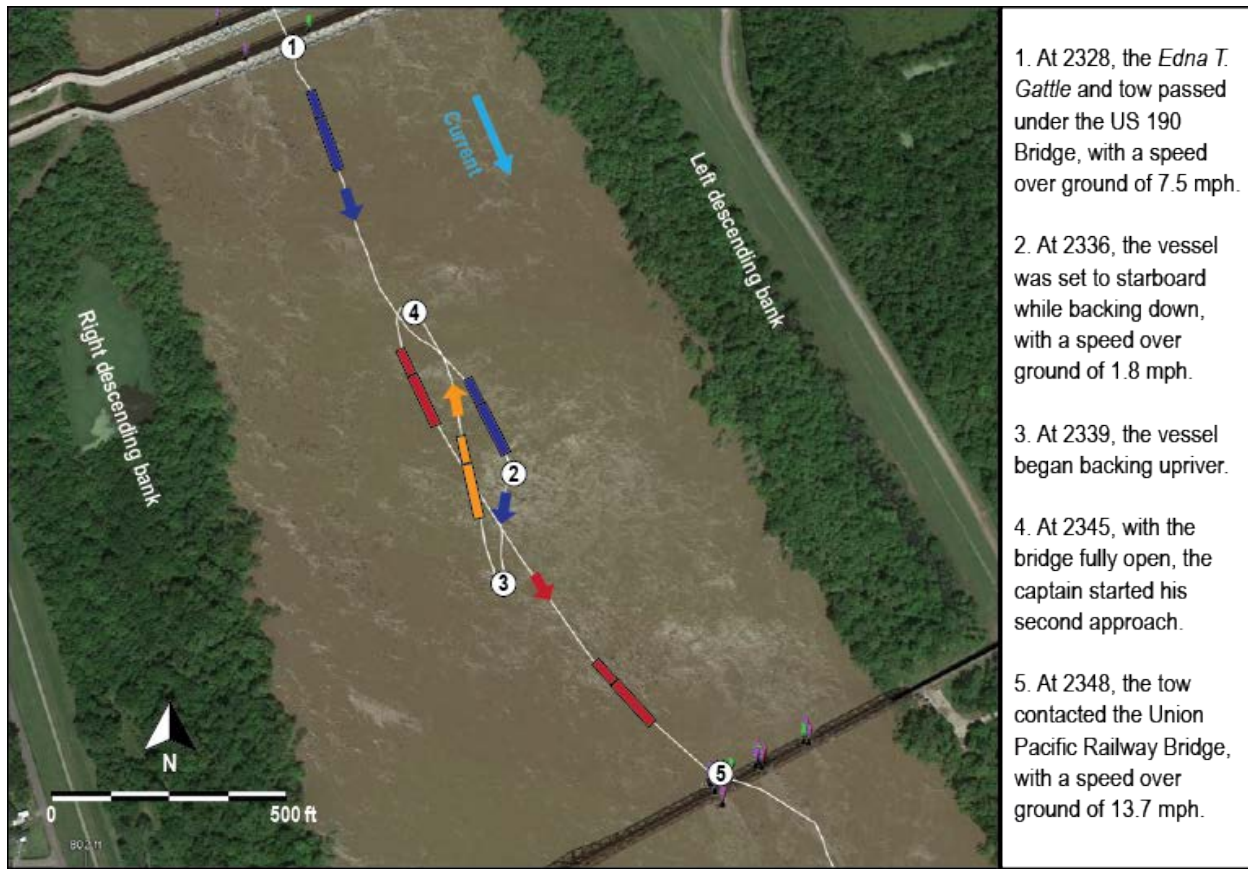 1
Current
Left descending bank
4
Right descending bank
2
3
5
N
0
500 ft
802 ft
1. At 2328, the Edna T.
Gattle and tow passed
under the US 190
Bridge, with a speed
over ground of 7.5 mph.
2. At 2336, the vessel
was set to starboard
while backing down,
with a speed over
ground of 1.8 mph.
3. At 2339, the vessel
began backing upriver.
4. At 2345, with the
bridge fully open, the
captain started his
second approach.
5. At 2348, the tow
contacted the Union
Pacific Railway Bridge,
with a speed over
ground of 13.7 mph.